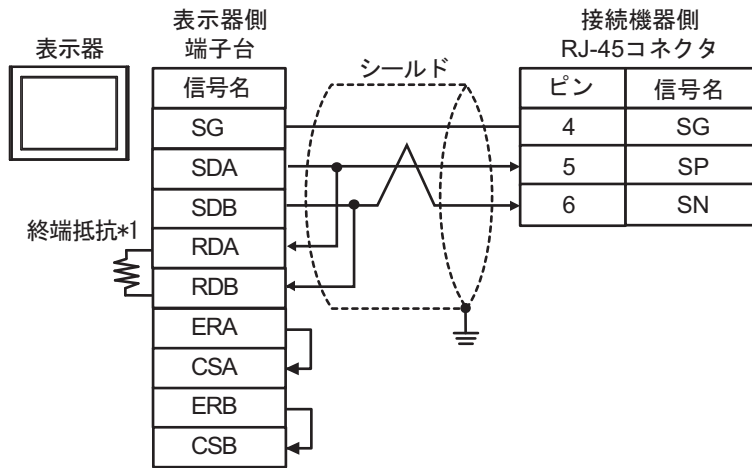 表示器
表示器側
端子台
信号名
SG
SDA
SDB
RDA
RDB
ERA
CSA
ERB
CSB
終端抵抗*1
シールド
接続機器側
RJ-45コネクタ
ピン 信号名
4 SG
5 SP
6 SN